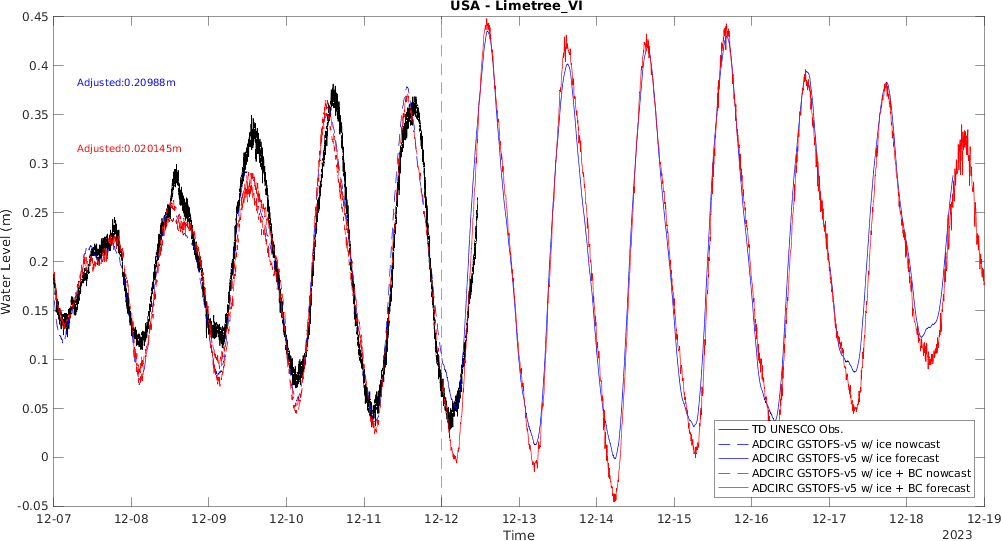 USA - Limetree_VI
0.45
0.4
0.35
0.3
0.25
0.2
0.15
0.1
0.05
0
-0.05
Water Level (m)
Adjusted:0.20988m
Adjusted:0.020145m
TD UNESCO Obs.
ADCIRC GSTOFS-v5 w/ ice nowcast
ADCIRC GSTOFS-v5 w/ ice forecast
ADCIRC GSTOFS-v5 w/ ice + BC nowcast
ADCIRC GSTOFS-v5 w/ ice + BC forecast
12-07 12-08 12-09 12-10 12-11 12-12 12-13 12-14 12-15 12-16 12-17 12-18 12-19
Time
2023